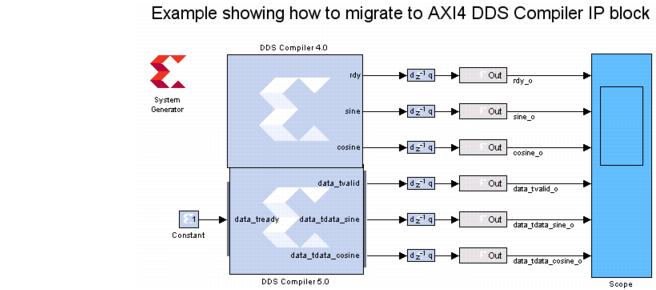 Example showing how to migrate to AXI4 DDS Compiler IP block
DDS Compiler 4.0
System
Generator
rdy
d z⁻¹ q
Out
rdy_o
sine
d z⁻¹ q
Out
sine_o
cosine
d z⁻¹ q
Out
cosine_o
data_tvalid
d z⁻¹ q
Out
data_tvalid_o
1
Constant
data_tready
data_tdata_sine
d z⁻¹ q
Out
data_tdata_sine_o
data_tdata_cosine
d z⁻¹ q
Out
data_tdata_cosine_o
DDS Compiler 5.0
Scope